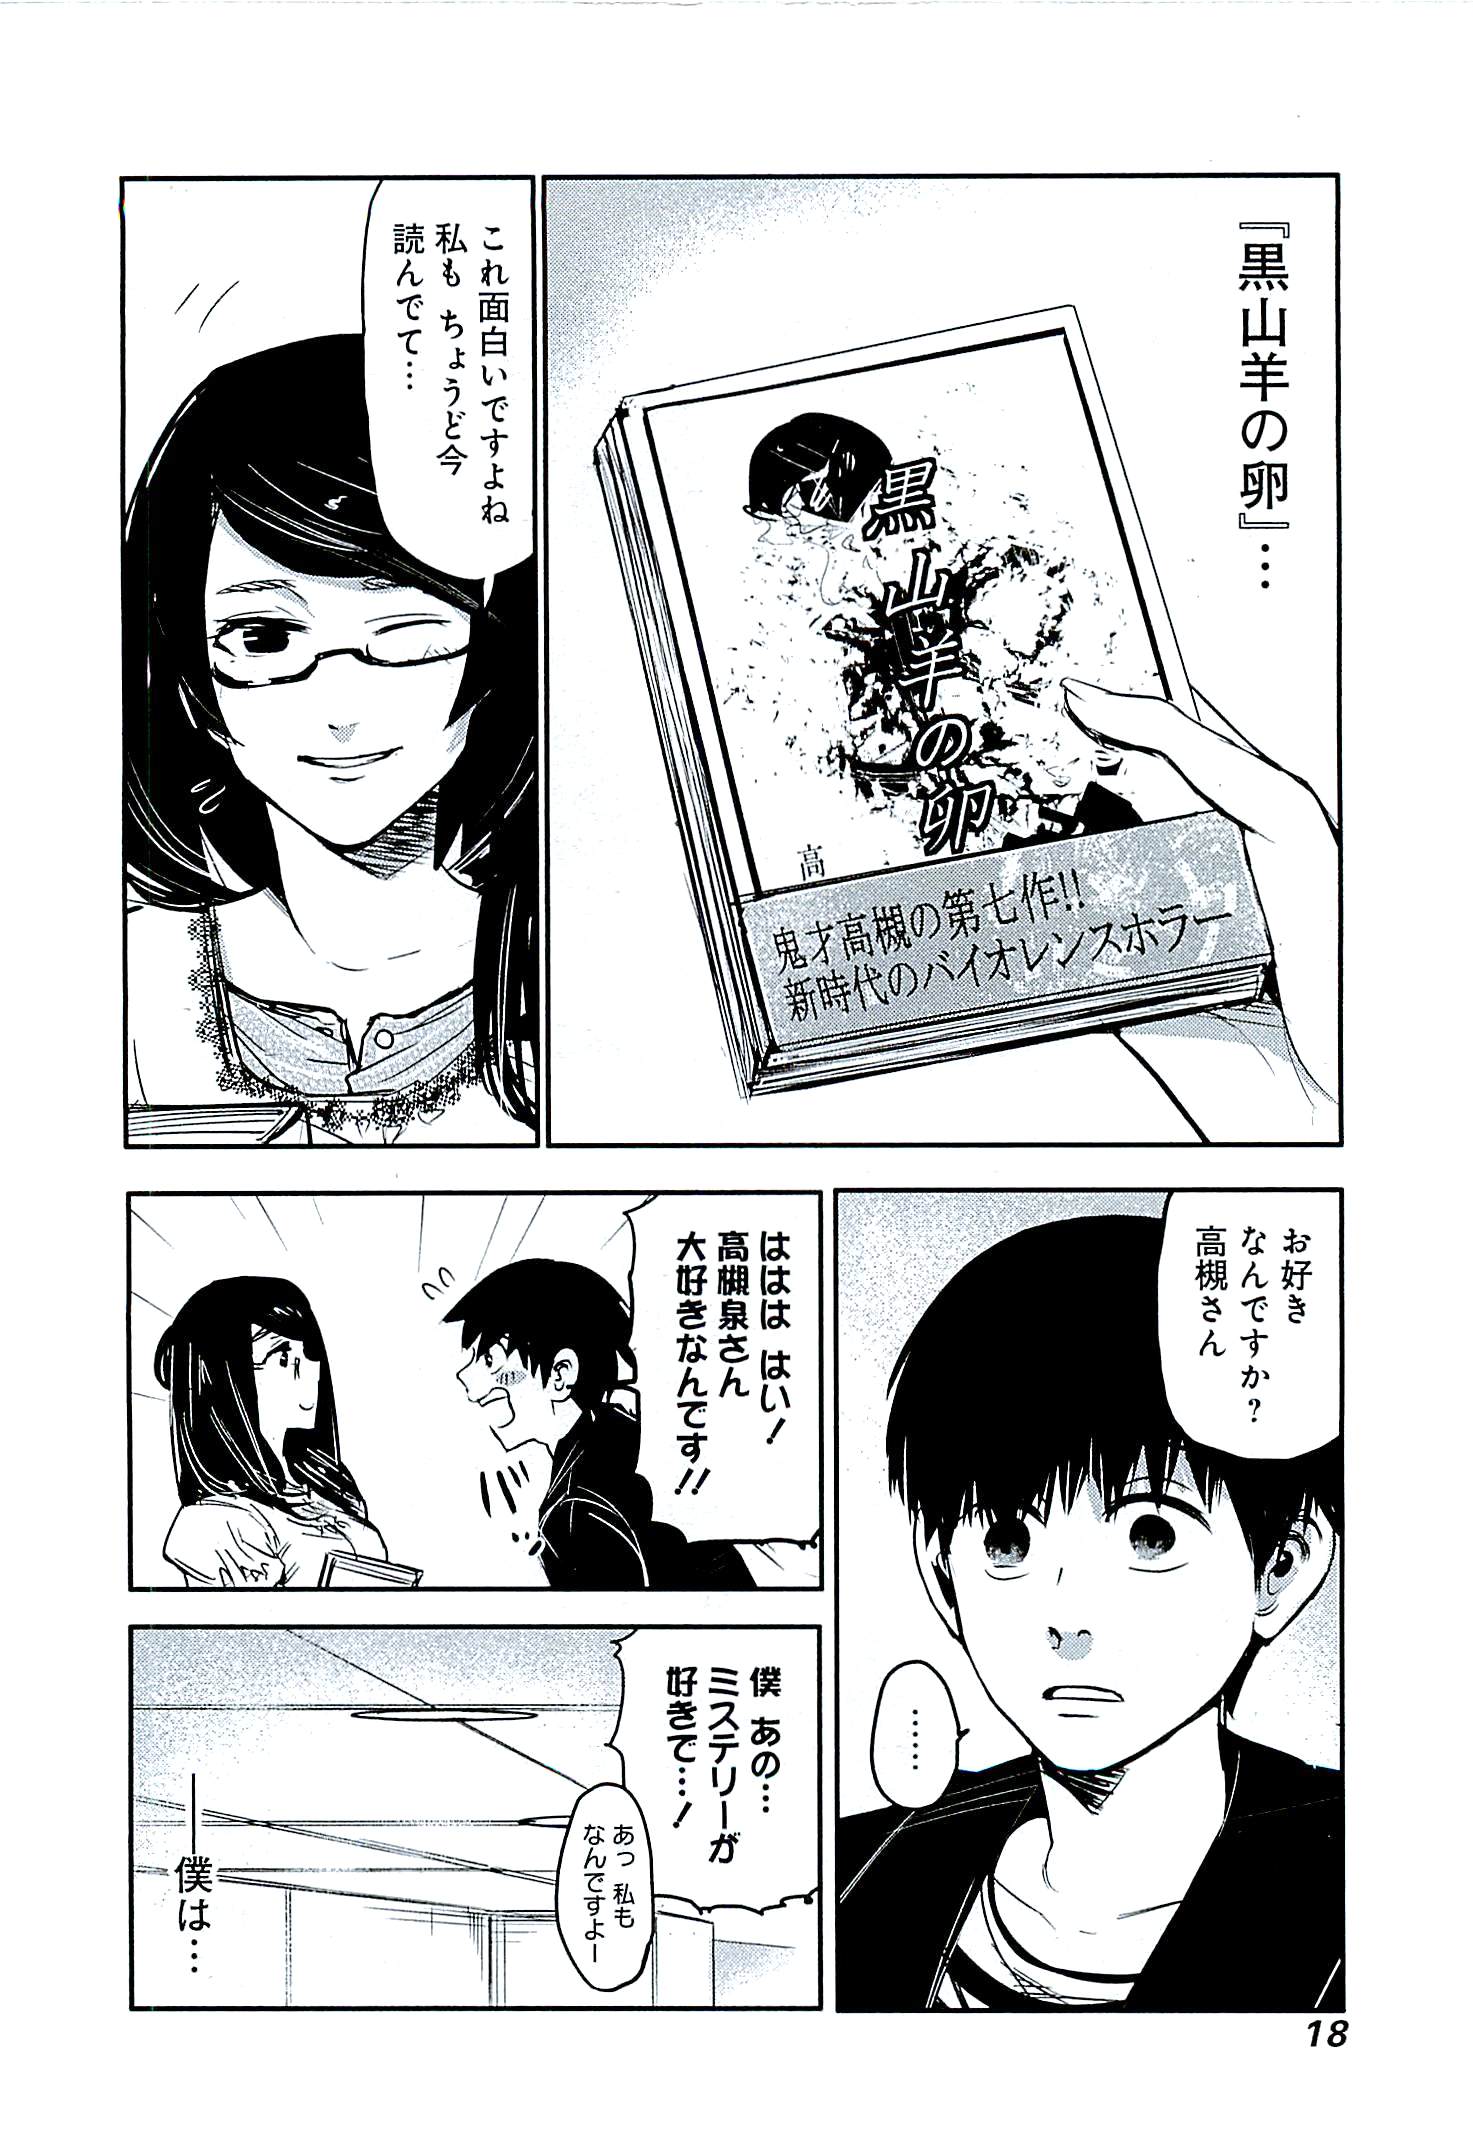 『黒山羊の卵』…
黒山羊の卵
高
鬼才高槻の第七作!!
新時代のバイオレンスホラー
これ面白いですよね
私も ちょうど今
読んでて…
お好き
なんですか?
高槻さん
……
ははは はい!
高槻泉さん
大好きなんです!!
僕 あの…
ミステリーが
好きで…!
あっ 私も
なんですよー
──僕は…
18